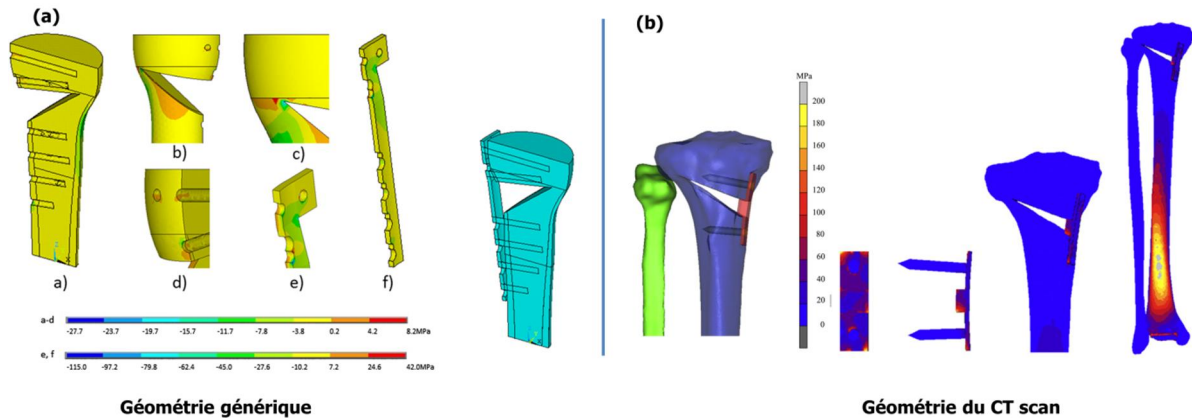 (a)
b)
c)
a)
d)
e)
f)
a-d
-27.7 -23.7 -19.7 -15.7 -11.7 -7.8 -3.8 0.2 4.2 8.2MPa
e, f
-115.0 -97.2 -79.8 -62.4 -45.0 -27.6 -10.2 7.2 24.6 42.0MPa
Géométrie générique
(b)
MPa
200
180
160
140
120
100
80
60
40
20
0
Géométrie du CT scan